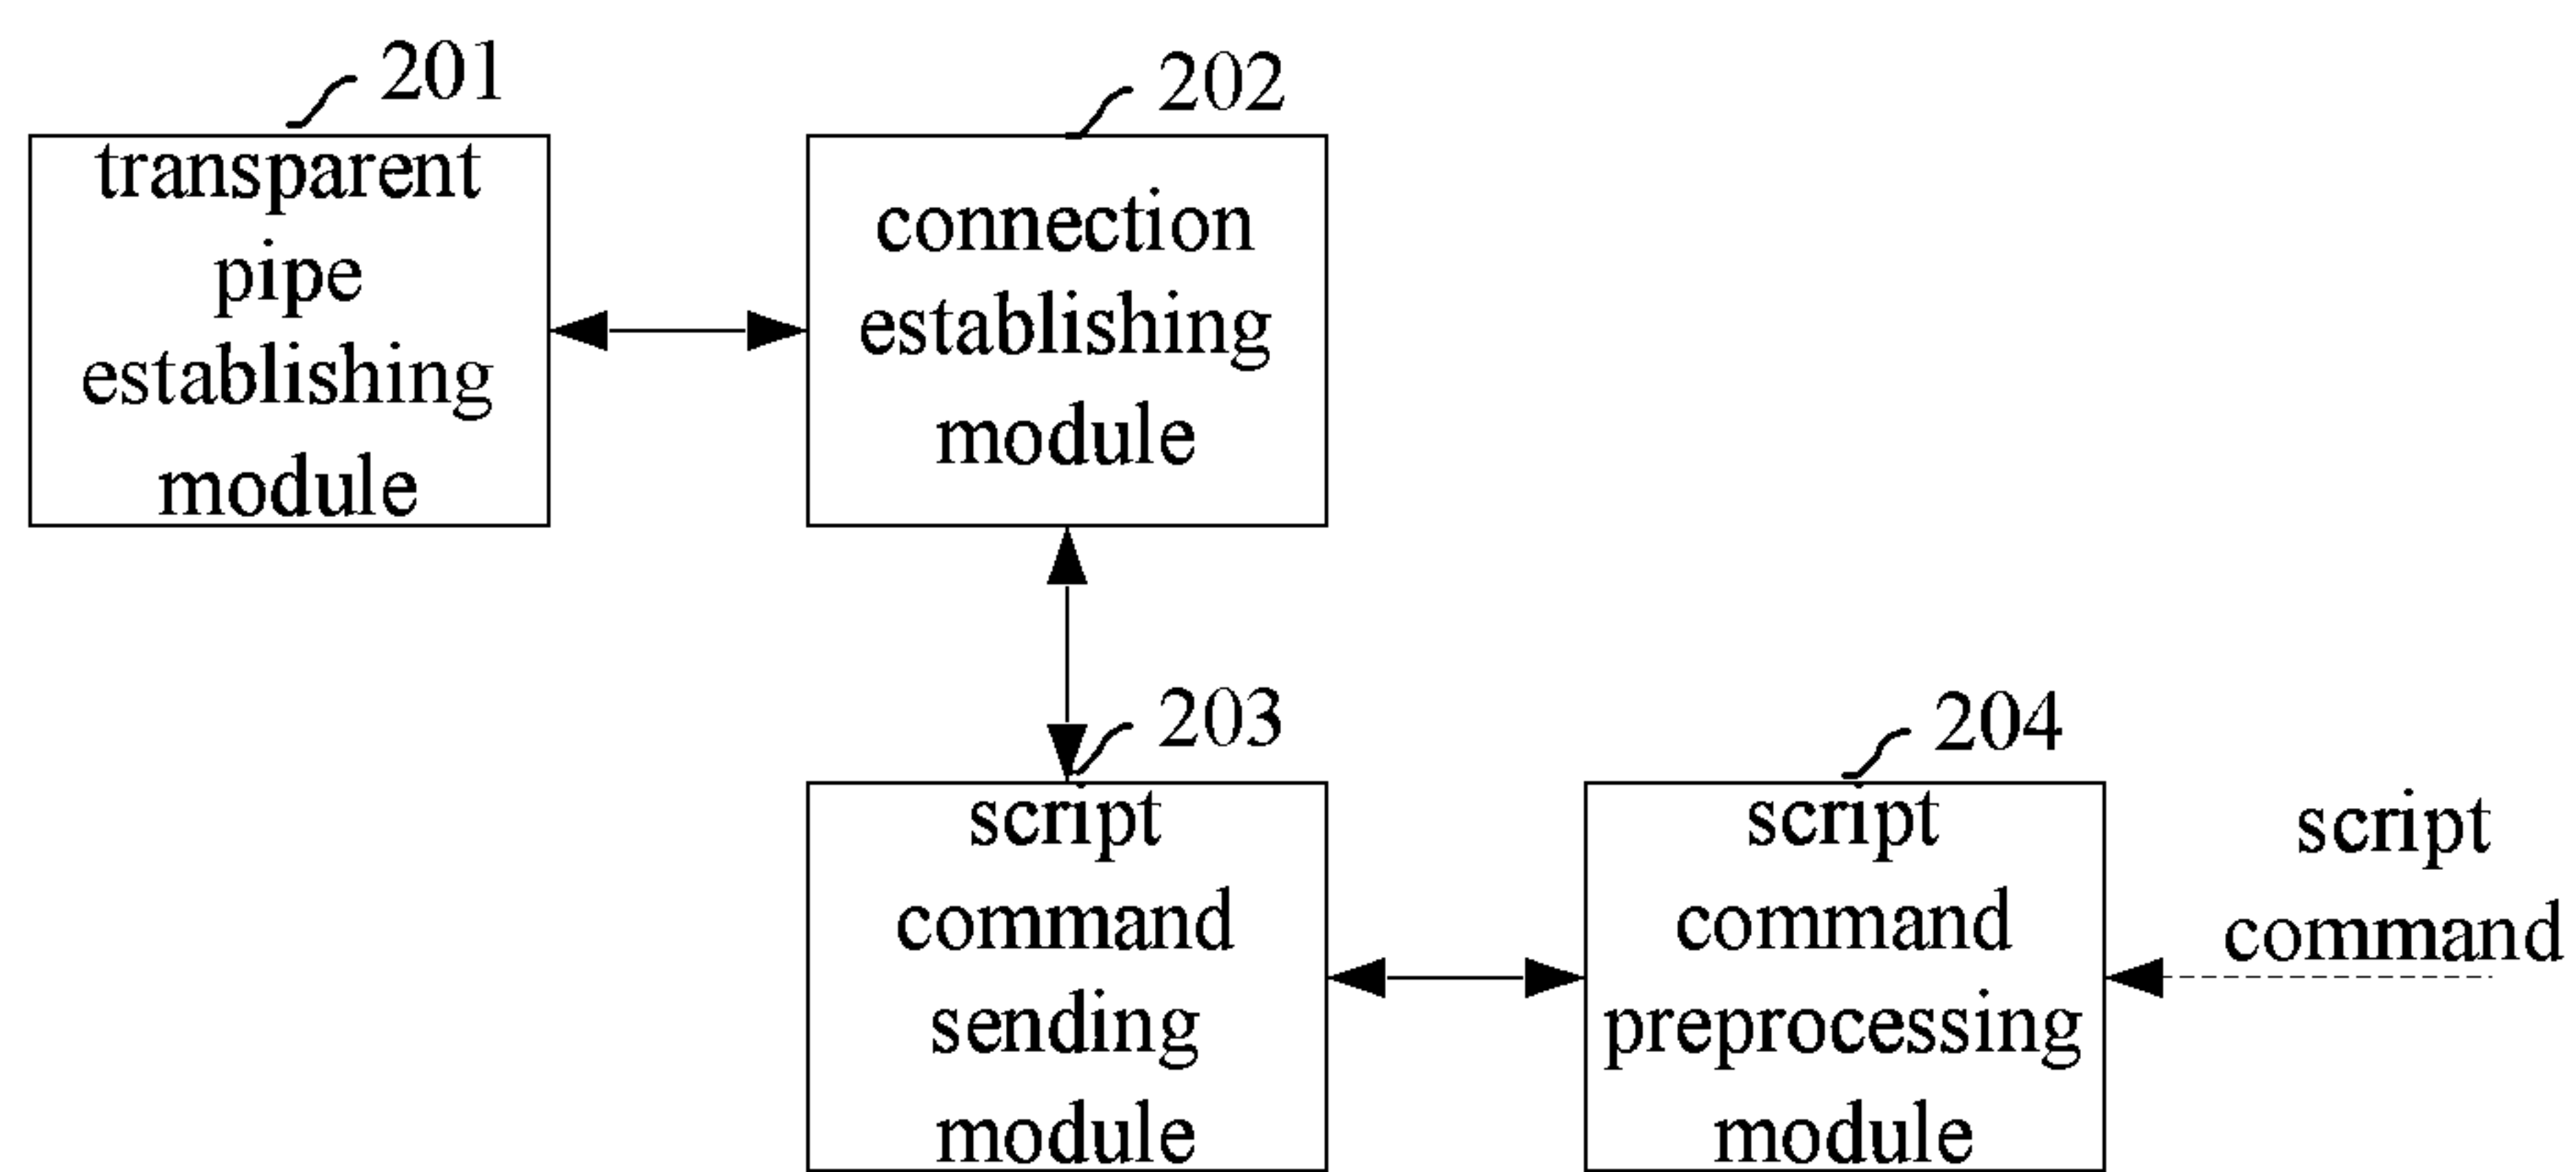 201
transparent
pipe
establishing
module
202
connection
establishing
module
203
script
command
sending
module
204
script
command
preprocessing
module
script
command